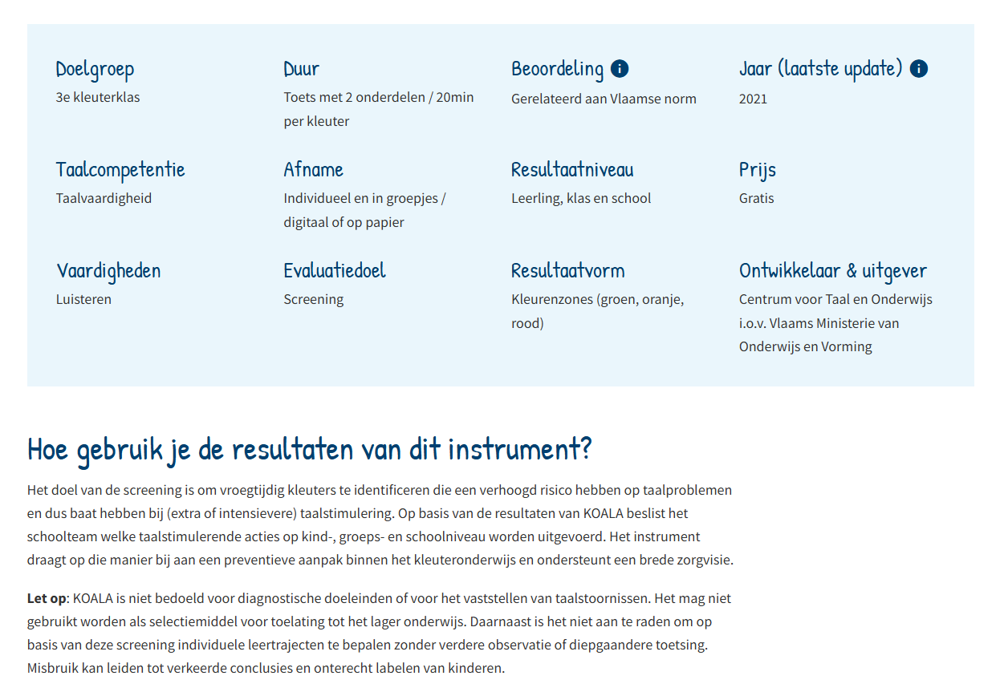 Doelgroep
3e kleuterklas
Duur
Toets met 2 onderdelen / 20min
per kleuter
Beoordeling
Gerelateerd aan Vlaamse norm
Jaar (laatste update)
2021
Taalcompetentie
Taalvaardigheid
Afname
Individueel en in groepjes /
digitaal of op papier
Resultaatniveau
Leerling, klas en school
Prijs
Gratis
Vaardigheden
Luisteren
Evaluatiedoel
Screening
Resultaatvorm
Kleurenzones (groen, oranje,
rood)
Ontwikkelaar & uitgever
Centrum voor Taal en Onderwijs
i.o.v. Vlaams Ministerie van
Onderwijs en Vorming
Hoe gebruik je de resultaten van dit instrument?
Het doel van de screening is om vroegtijdig kleuters te identificeren die een verhoogd risico hebben op taalproblemen
en dus baat hebben bij (extra of intensievere) taalstimulering. Op basis van de resultaten van KOALA beslist het
schoolteam welke taalstimulerende acties op kind-, groeps- en schoolniveau worden uitgevoerd. Het instrument
draagt op die manier bij aan een preventieve aanpak binnen het kleuteronderwijs en ondersteunt een brede zorgvisie.
Let op: KOALA is niet bedoeld voor diagnostische doeleinden of voor het vaststellen van taalstoornissen. Het mag niet
gebruikt worden als selectiemiddel voor toelating tot het lager onderwijs. Daarnaast is het niet aan te raden om op
basis van deze screening individuele leertrajecten te bepalen zonder verdere observatie of diepgaandere toetsing.
Misbruik kan leiden tot verkeerde conclusies en onterecht labelen van kinderen.